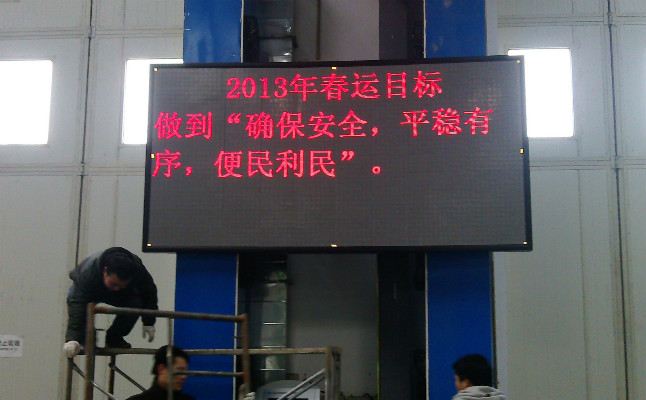 2013年春运目标
做到“确保安全，平稳有
序，便民利民”。